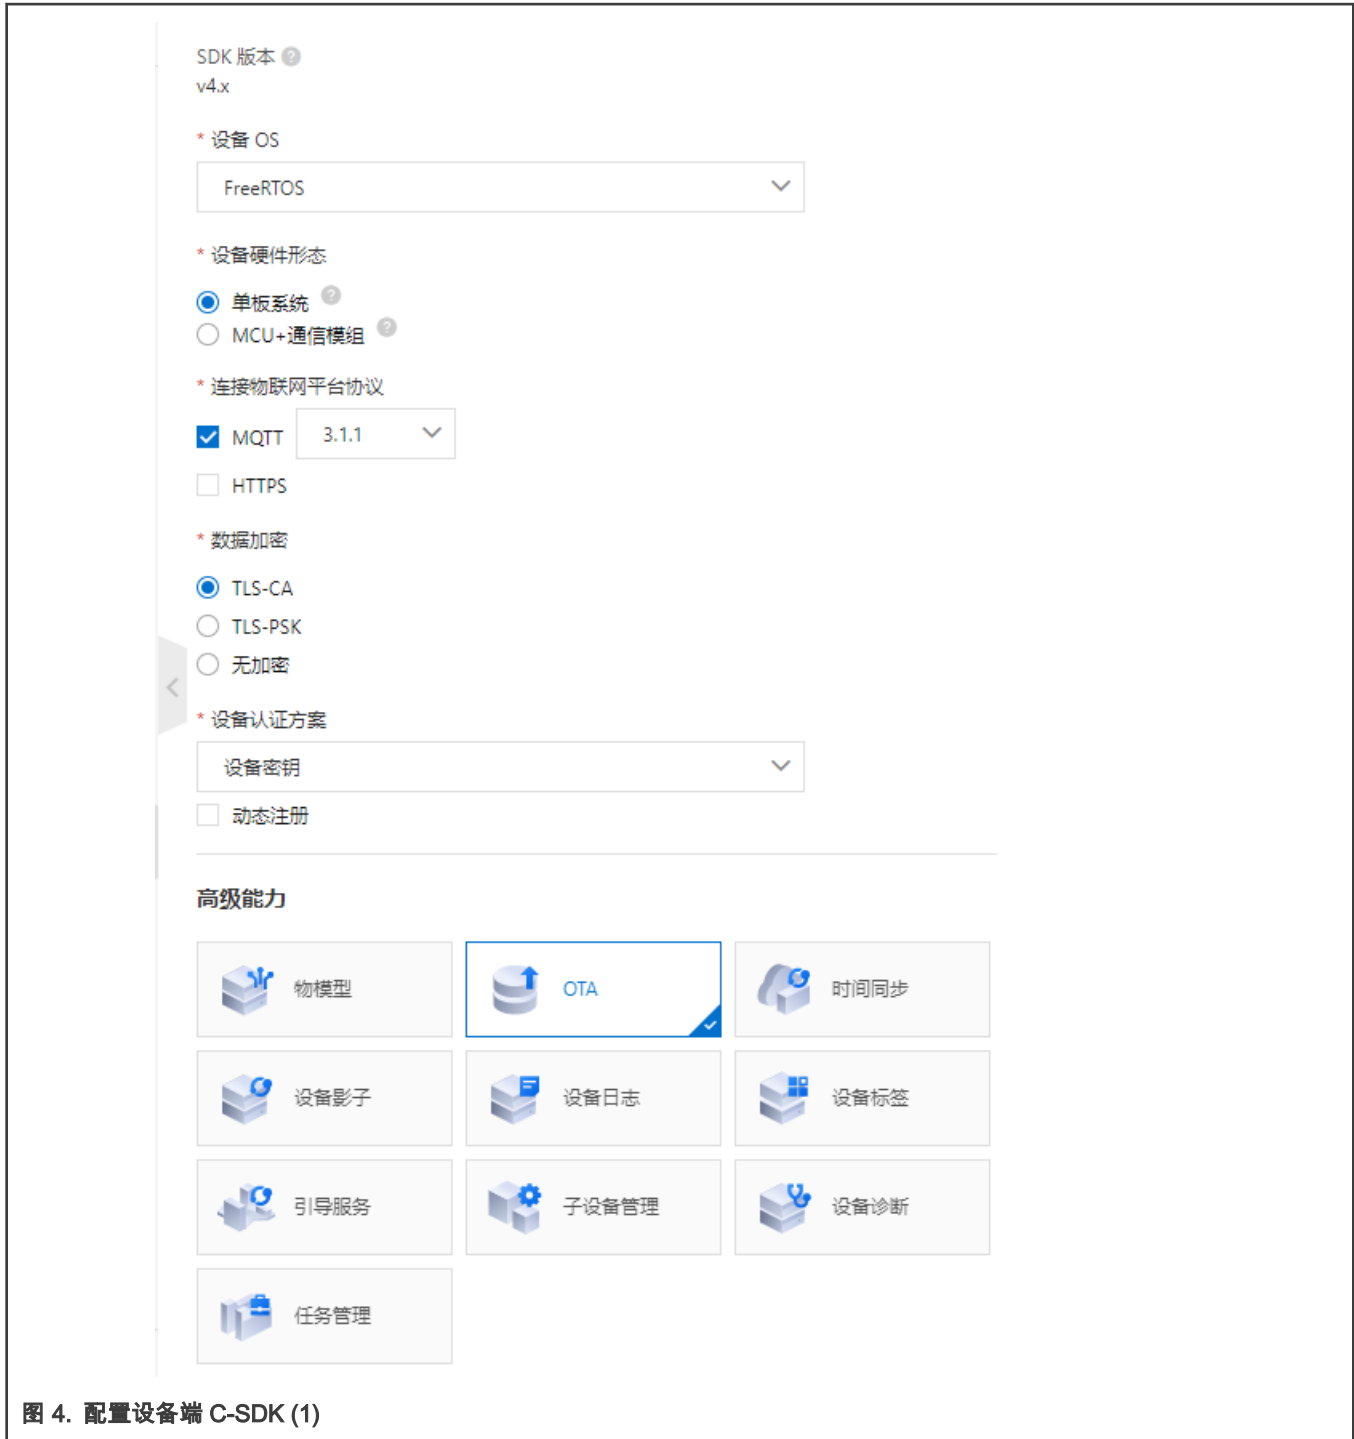 SDK 版本
v4.x
* 设备 OS
FreeRTOS
* 设备硬件形态
单板系统
MCU+通信模组
* 连接物联网平台协议
MQTT 3.1.1
HTTPS
* 数据加密
TLS-CA
TLS-PSK
无加密
* 设备认证方案
设备密钥
动态注册
高级能力
物模型 OTA 时间同步
设备影子 设备日志 设备标签
引导服务 子设备管理 设备诊断
任务管理
图 4. 配置设备端 C-SDK (1)